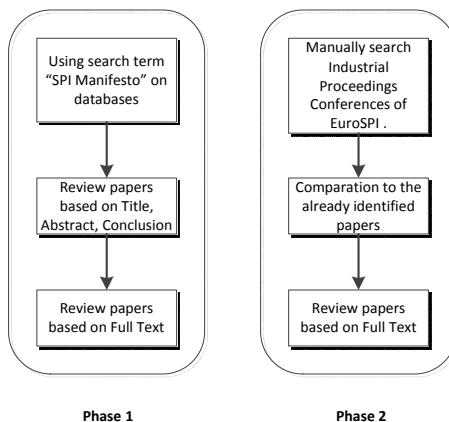 Using search term
“SPI Manifesto” on
databases
Review papers
based on Title,
Abstract, Conclusion
Review papers
based on Full Text
Phase 1
Manually search
Industrial
Proceedings
Conferences of
EuroSPI .
Comparation to the
already identified
papers
Review papers
based on Full Text
Phase 2